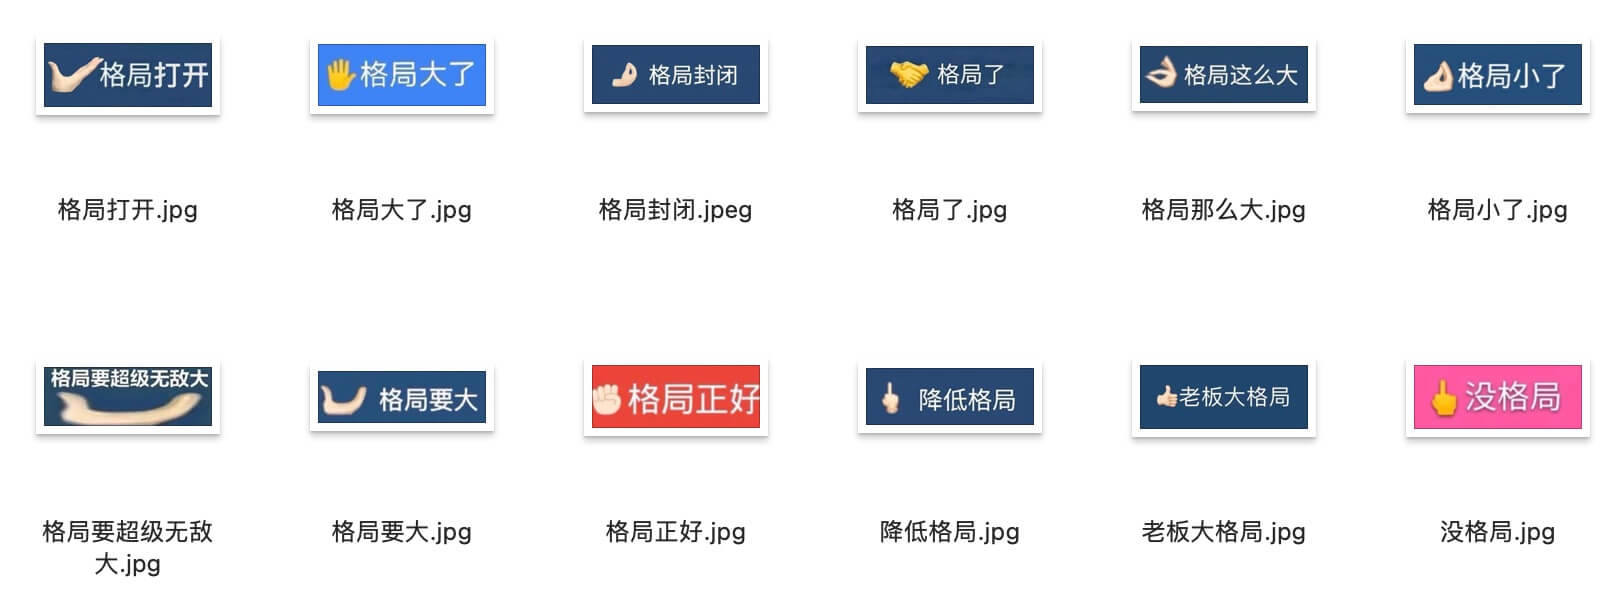 格局打开
格局大了
格局封闭
格局了
格局这么大
格局小了
格局打开.jpg
格局大了.jpg
格局封闭.jpeg
格局了.jpg
格局那么大.jpg
格局小了.jpg
格局要超级无敌大
格局要大
格局正好
降低格局
老板大格局
没格局
格局要超级无敌
大.jpg
格局要大.jpg
格局正好.jpg
降低格局.jpg
老板大格局.jpg
没格局.jpg